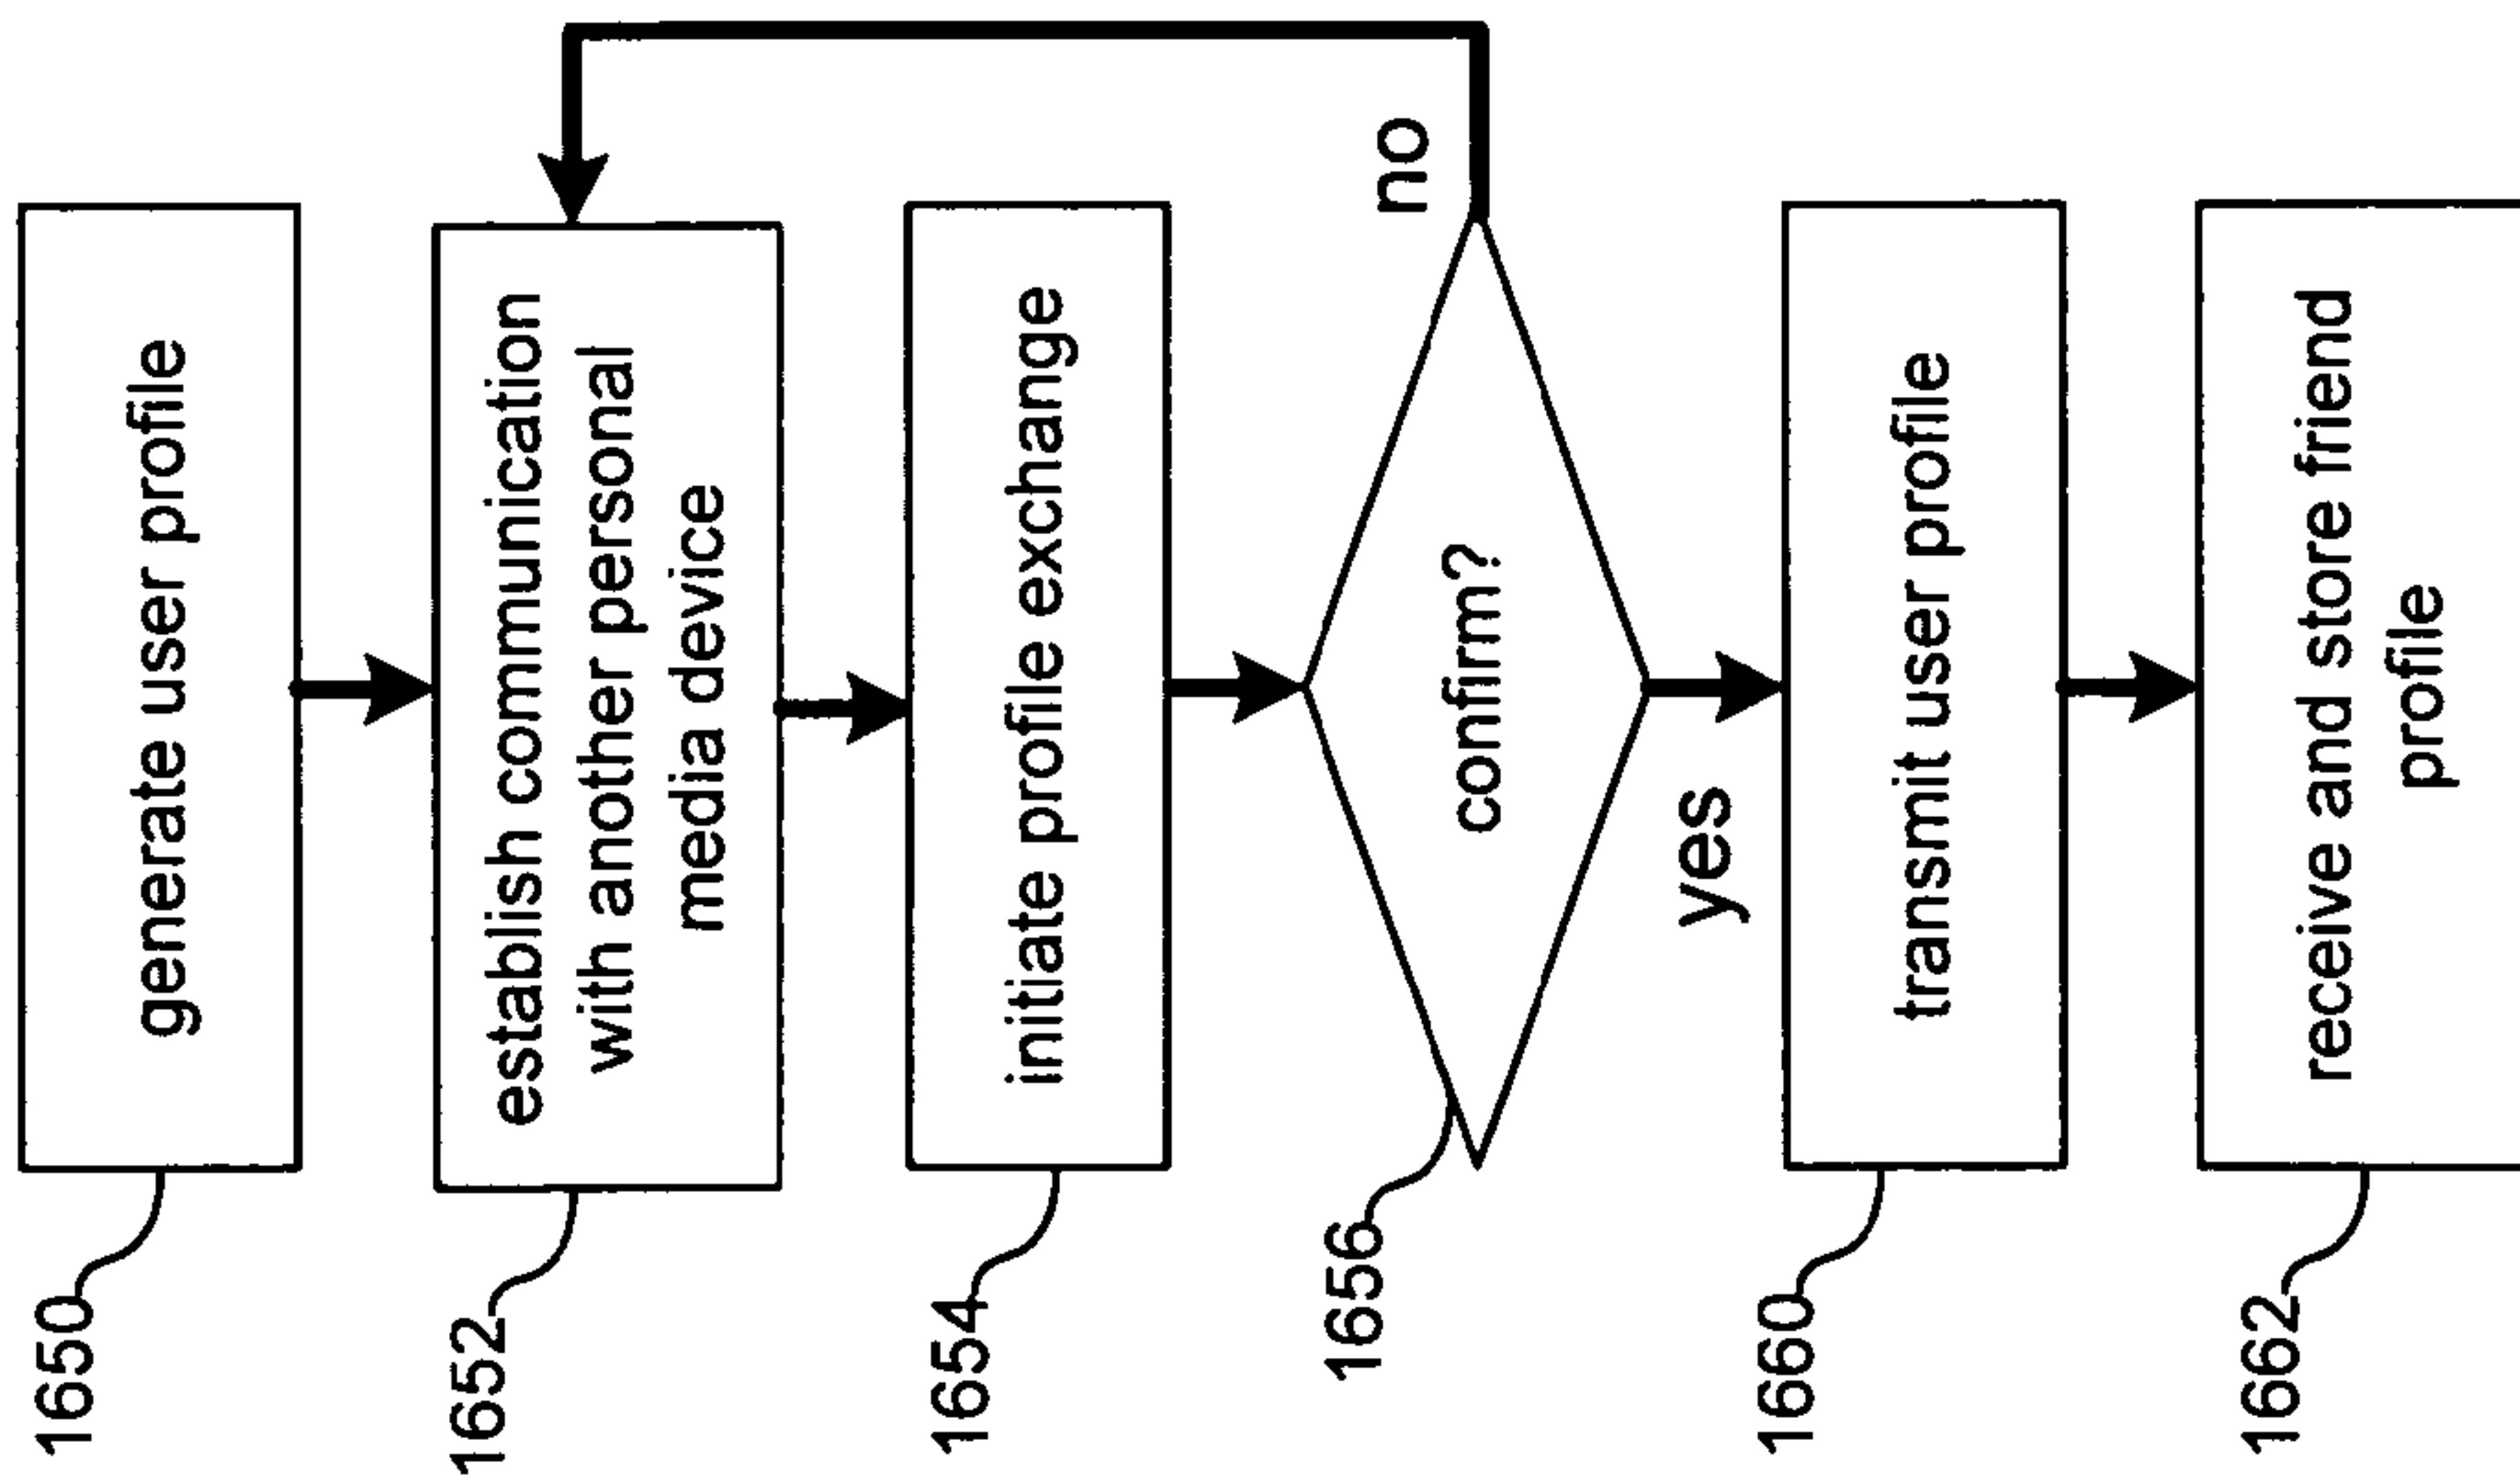 1650
generate user profile
1652
establish communication
with another personal
media device
1654
initiate profile exchange
1656
confirm?
no
yes
1660
transmit user profile
1662
receive and store friend
profile